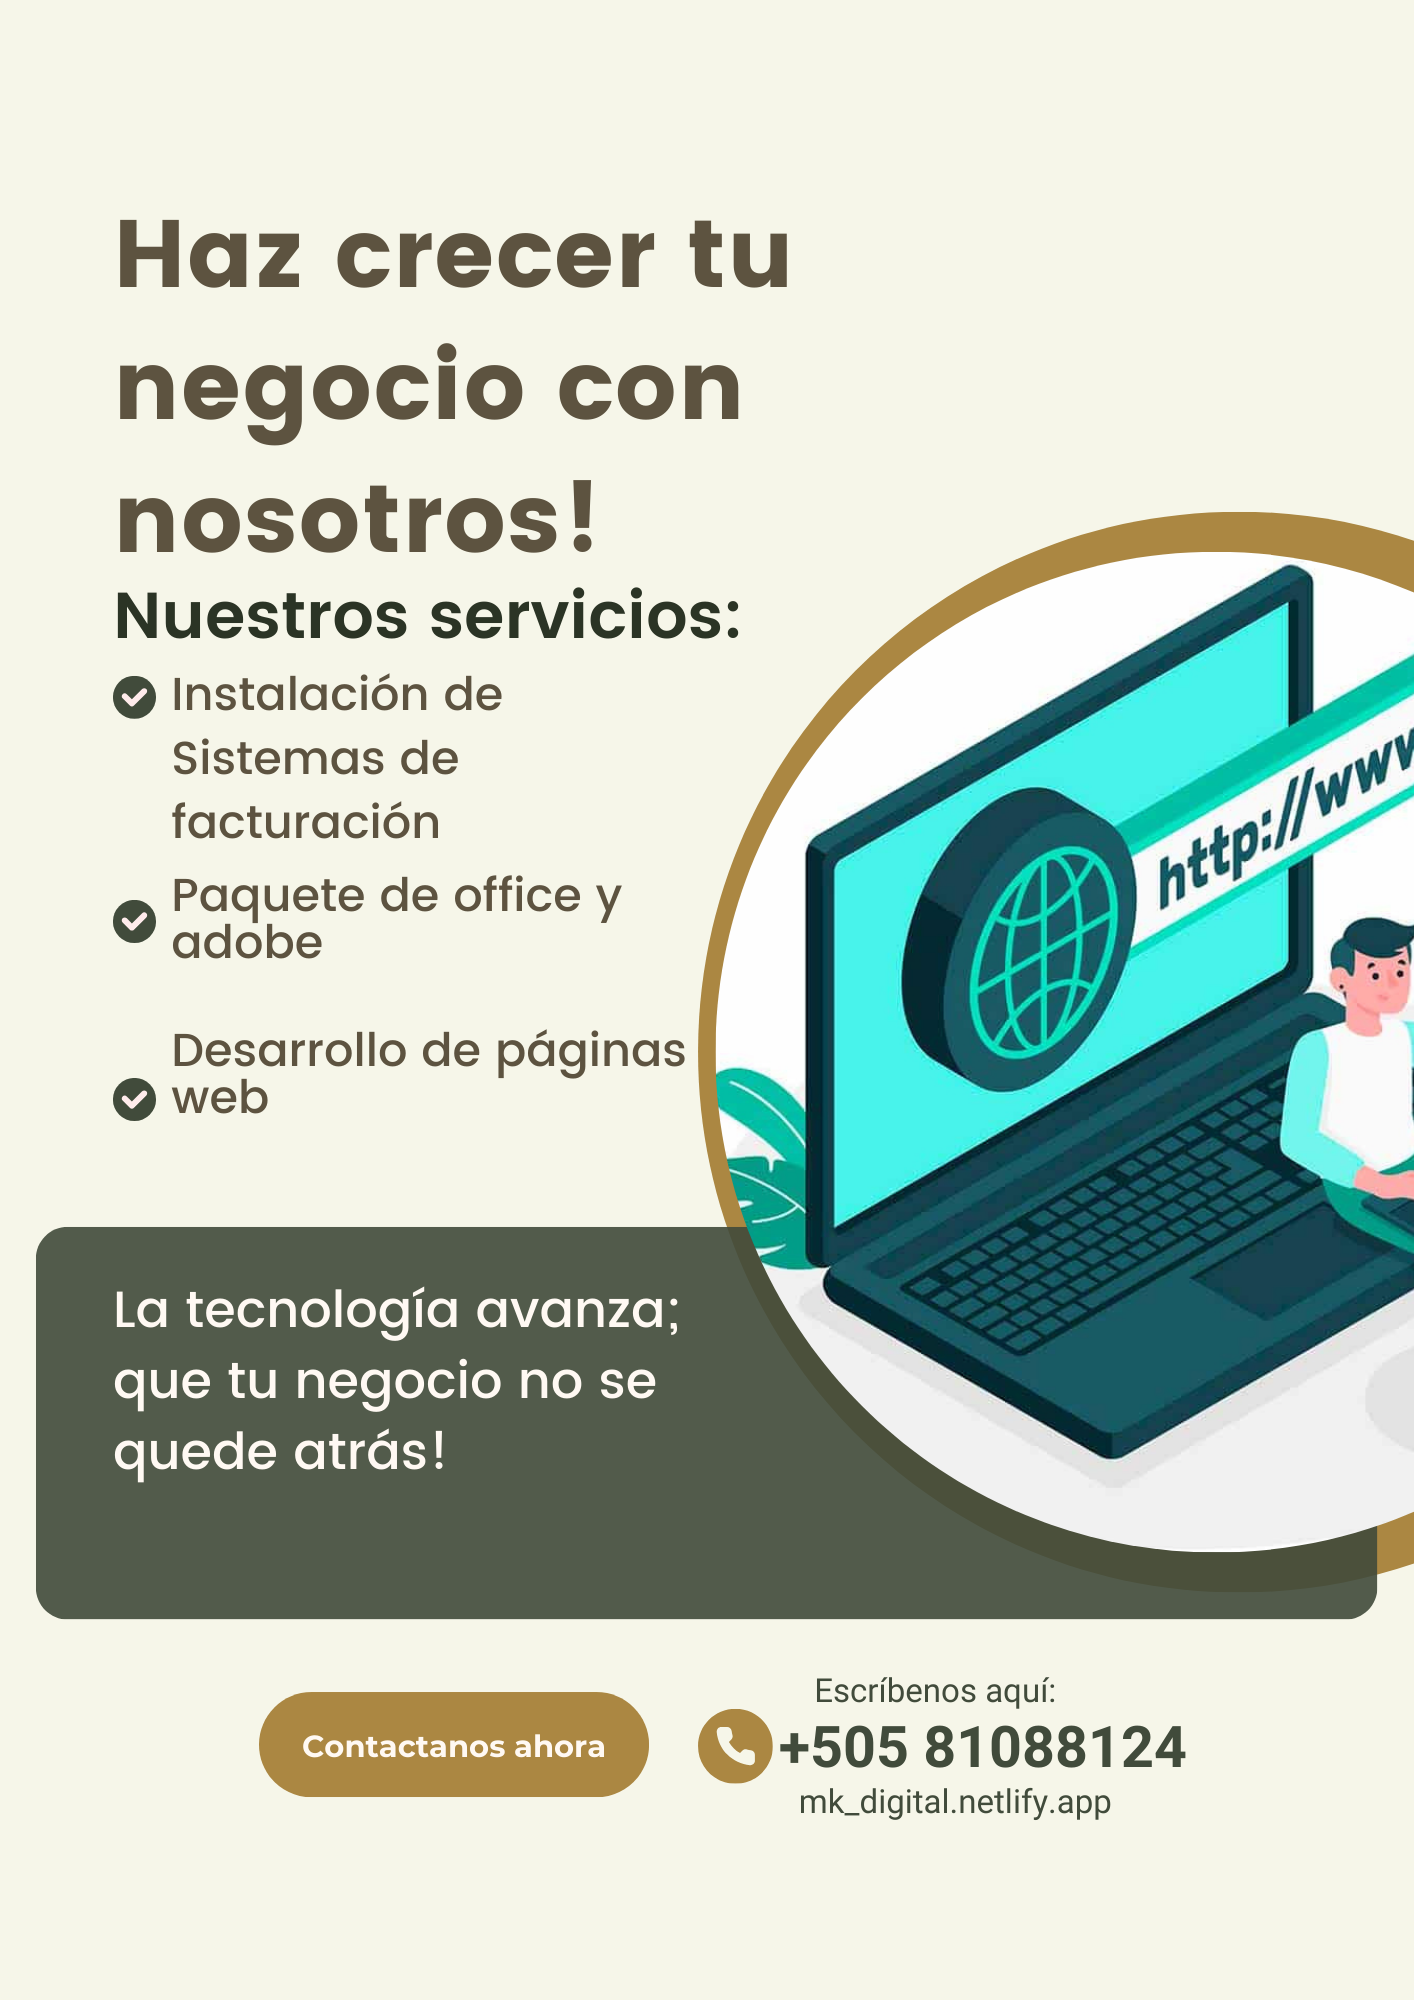 Haz crecer tu
negocio con
nosotros!
Nuestros servicios:
Instalación de
Sistemas de
facturación
Paquete de office y
adobe
Desarrollo de páginas
web
http://www
La tecnología avanza;
que tu negocio no se
quede atrás!
Contactanos ahora
Escríbenos aquí:
+505 81088124
mk_digital.netlify.app